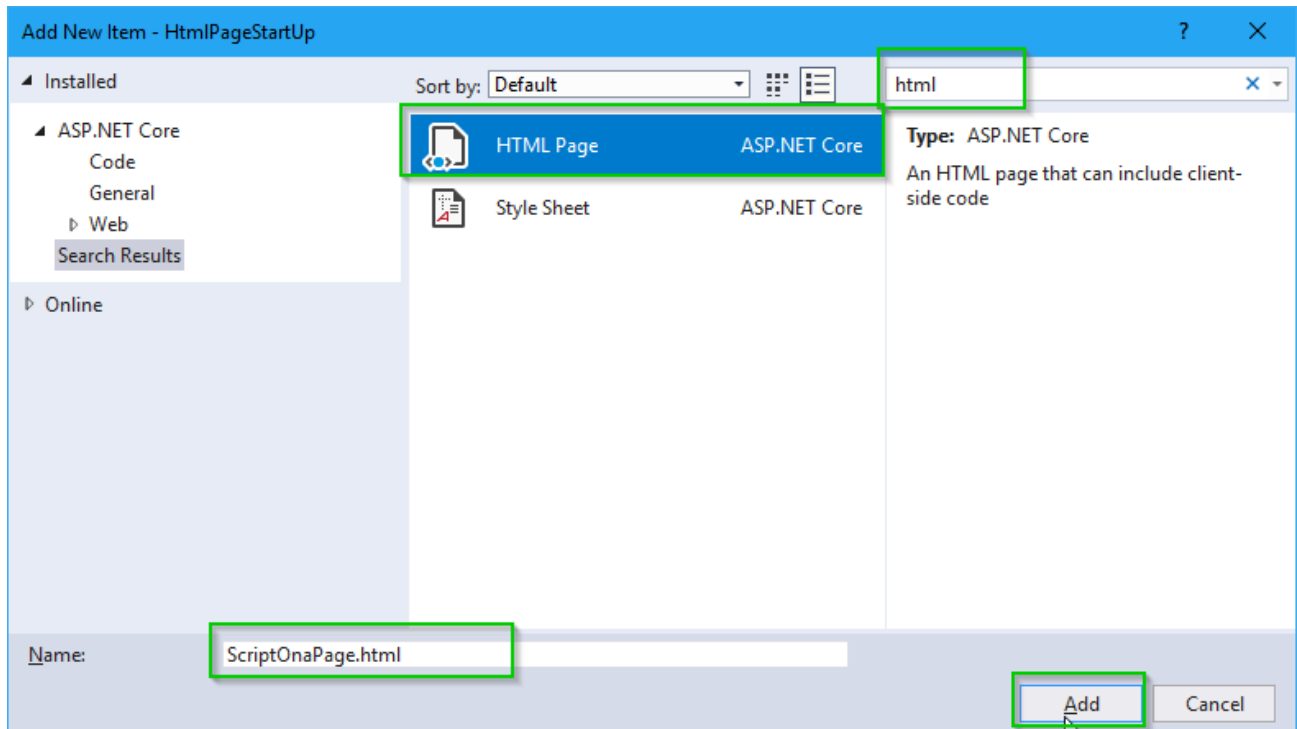 Add New Item - HtmlPageStartUp ?
Installed
Sort by: Default
html
ASP.NET Core
Code
General
Web
Search Results
Online
HTML Page ASP.NET Core
Style Sheet ASP.NET Core
Type: ASP.NET Core
An HTML page that can include client-
side code
Name: ScriptOnaPage.html
Add Cancel